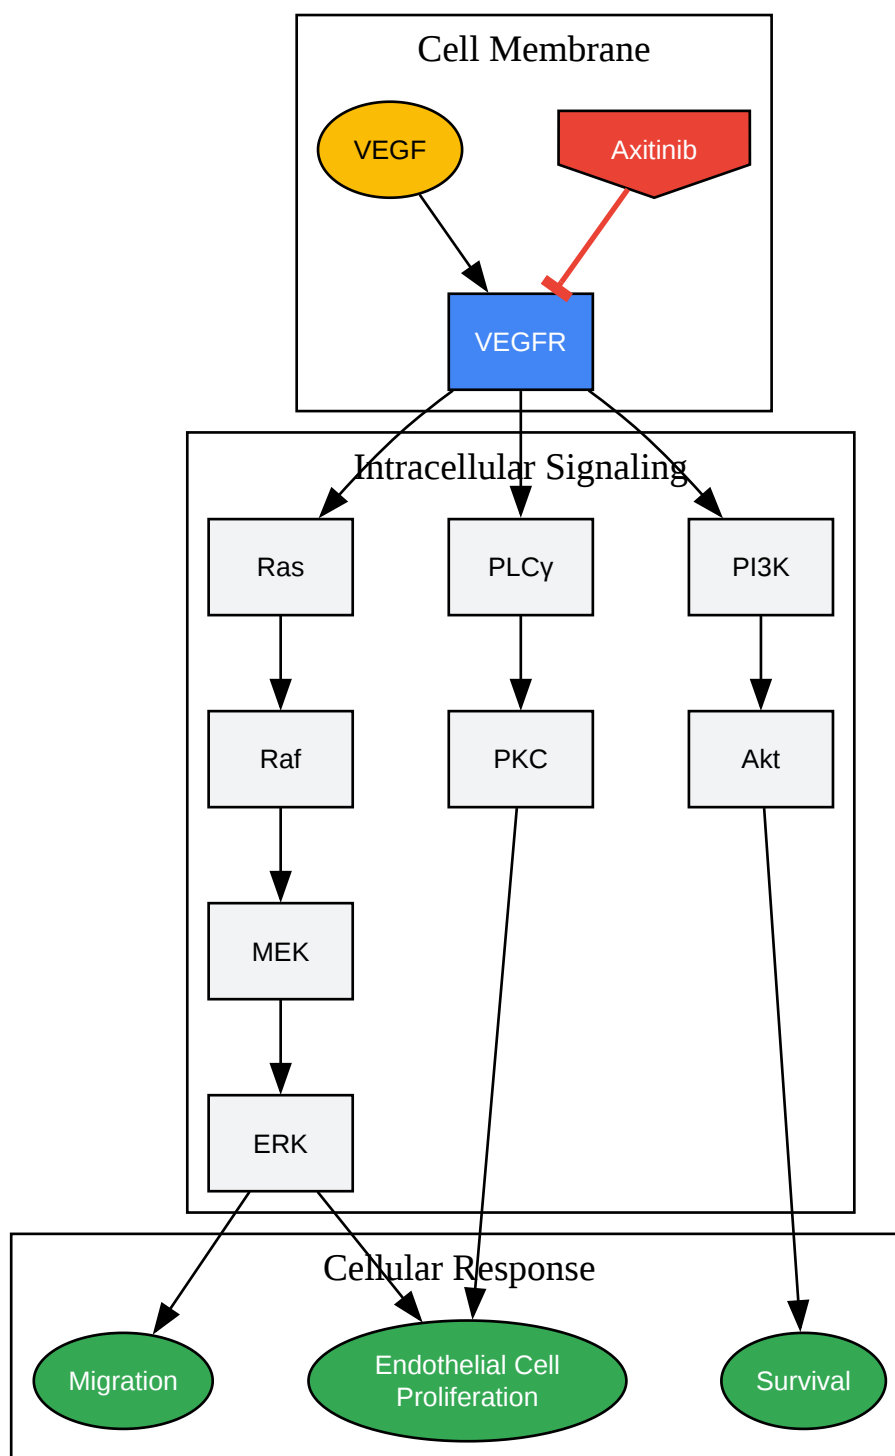 Cell Membrane
VEGF
Axitinib
VEGFR
Intracellular Signaling
Ras
PLCγ
PI3K
Raf
PKC
Akt
MEK
ERK
Cellular Response
Migration
Endothelial Cell
Proliferation
Survival